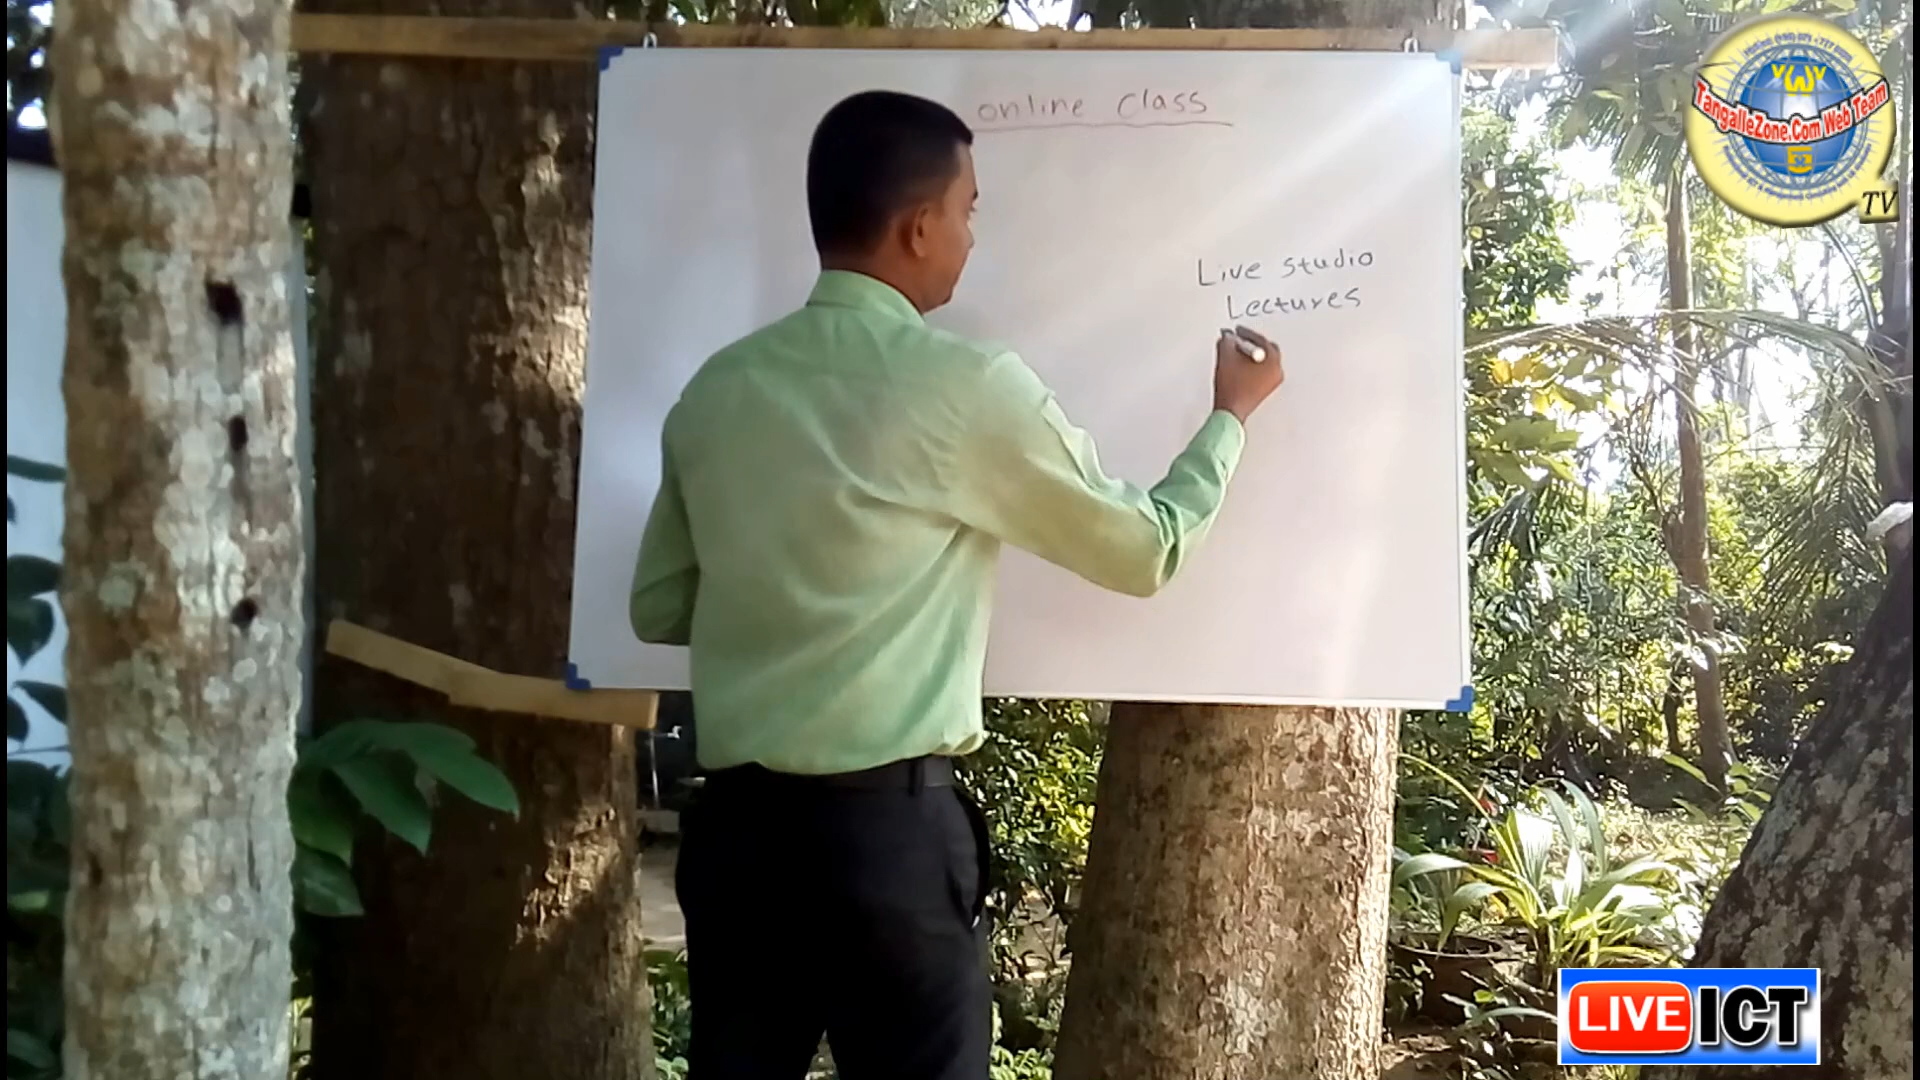 online class
Live studio
Lectures
TangalleZone.Com Web Team
TV
LIVE ICT